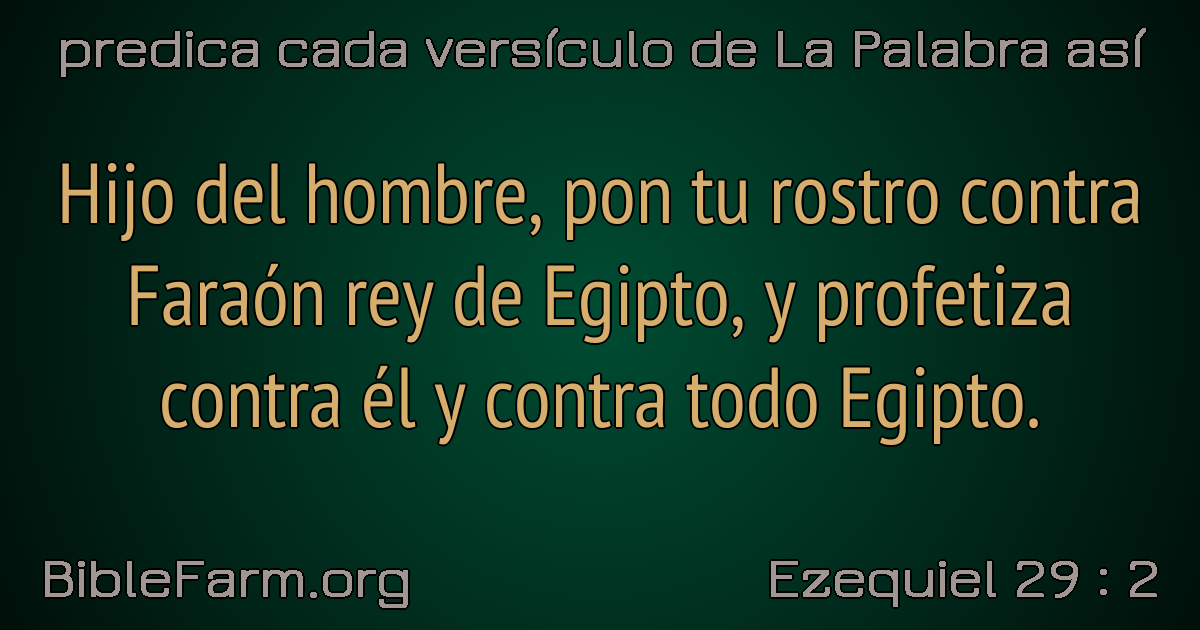 predica cada versículo de La Palabra así
Hijo del hombre, pon tu rostro contra
Faraón rey de Egipto, y profetiza
contra él y contra todo Egipto.
BibleFarm.org
Ezequiel 29 : 2